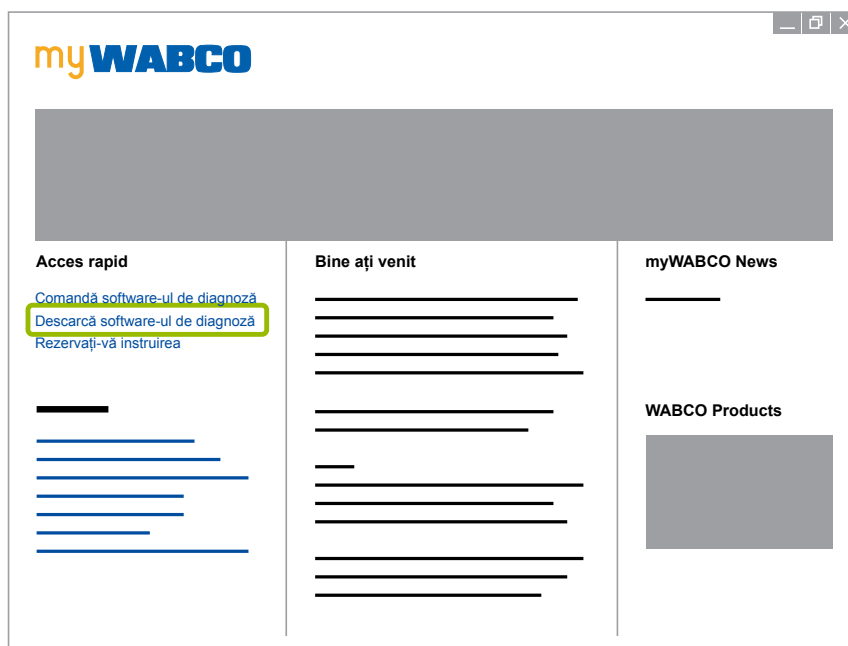 myWABCO
Acces rapid
Comandă software-ul de diagnoză
Descarcă software-ul de diagnoză
Rezervați-vă instruirea
Bine ați venit
myWABCO News
WABCO Products